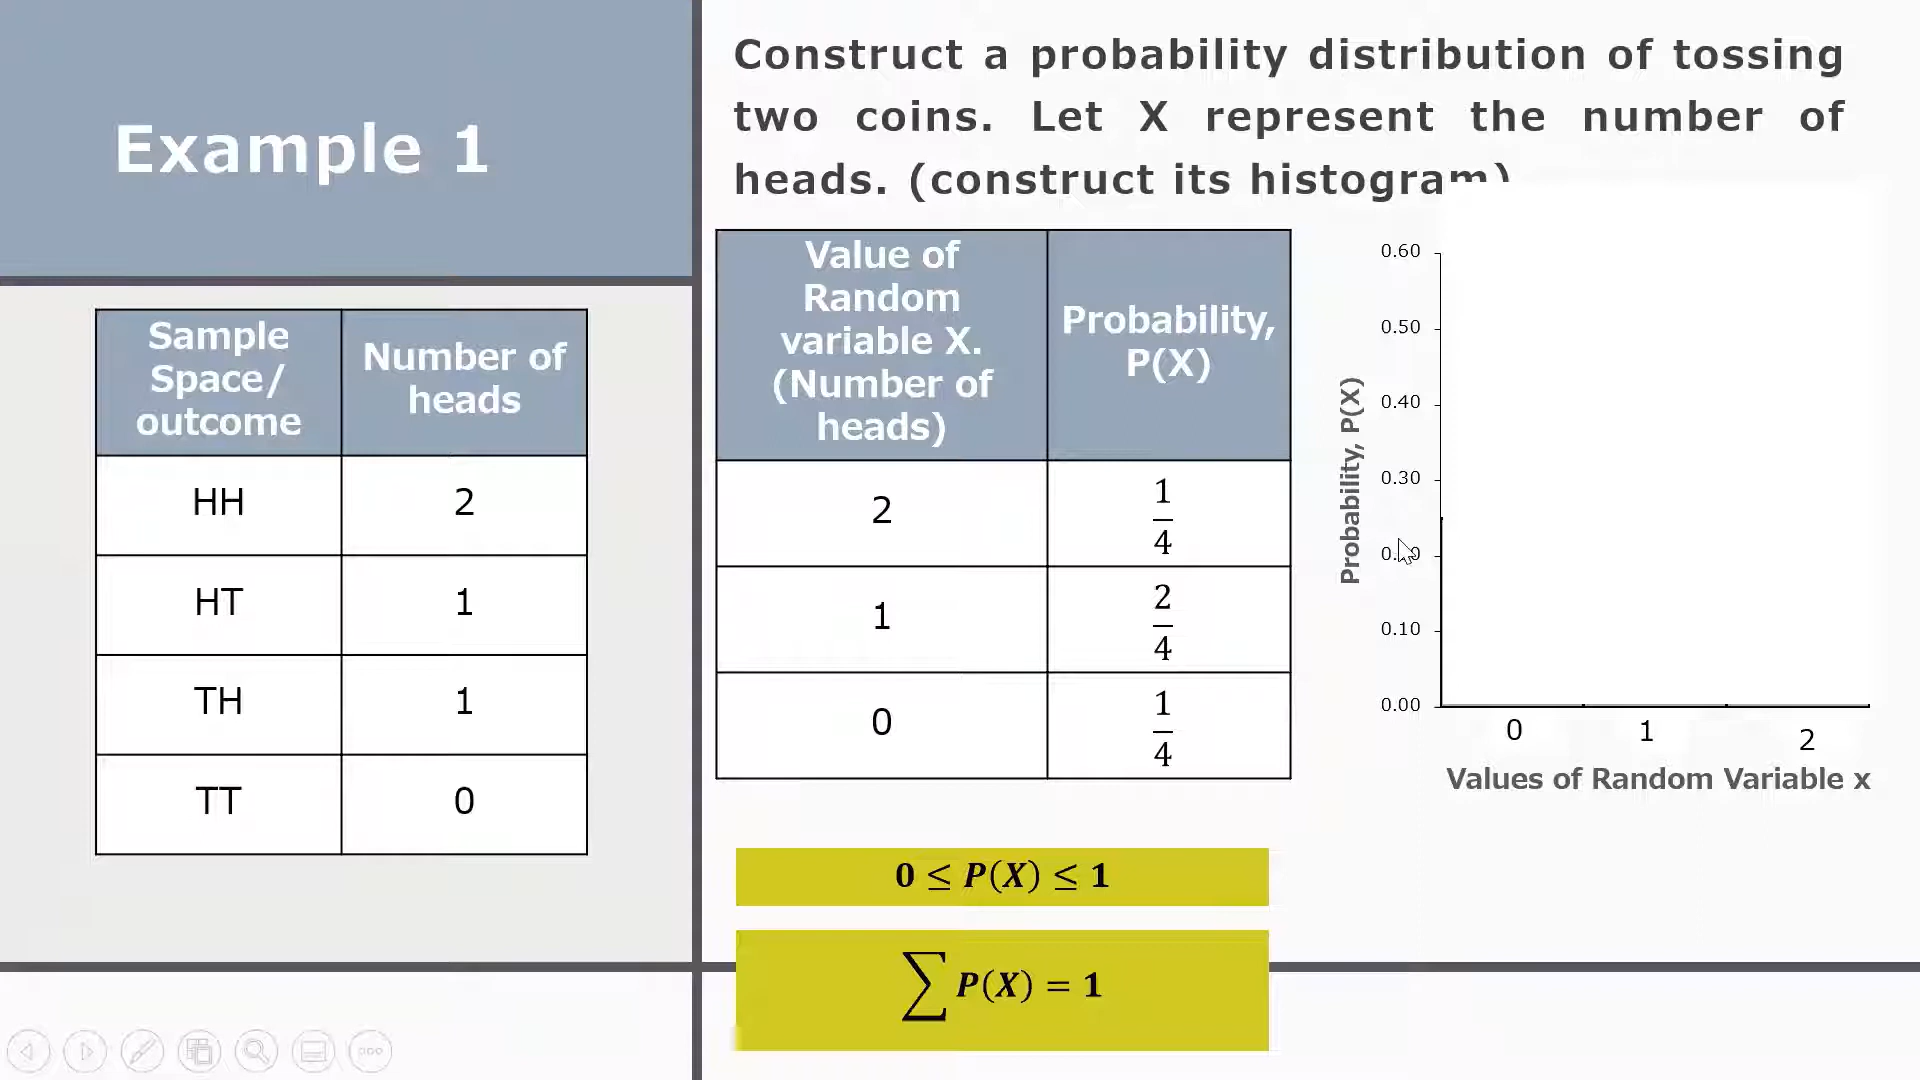 Example 1
Construct a probability distribution of tossing
two coins. Let X represent the number of
heads. (construct its histogram)
Sample
Space/
outcome
Number of
heads
HH
2
HT
1
TH
1
TT
0
Value of
Random
variable X.
(Number of
heads)
Probability,
P(X)
2
1
4
1
2
4
0
1
4
0 ≤ P(X) ≤ 1
∑ P(X) = 1
Probability, P(X)
0.60
0.50
0.40
0.30
0.10
0.00
0
1
2
Values of Random Variable x